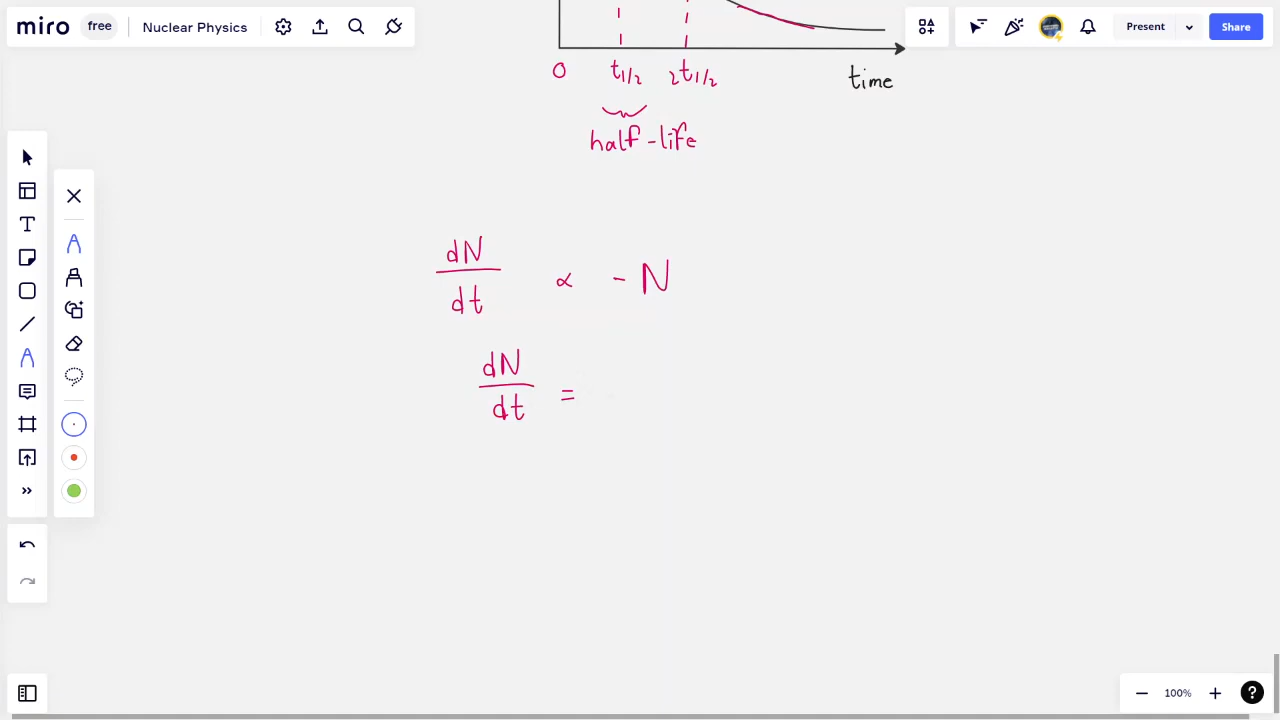 miro free Nuclear Physics Present Share
0 t1/2 2t1/2 time
half-life
dN/dt ∝ - N
dN/dt =
100%